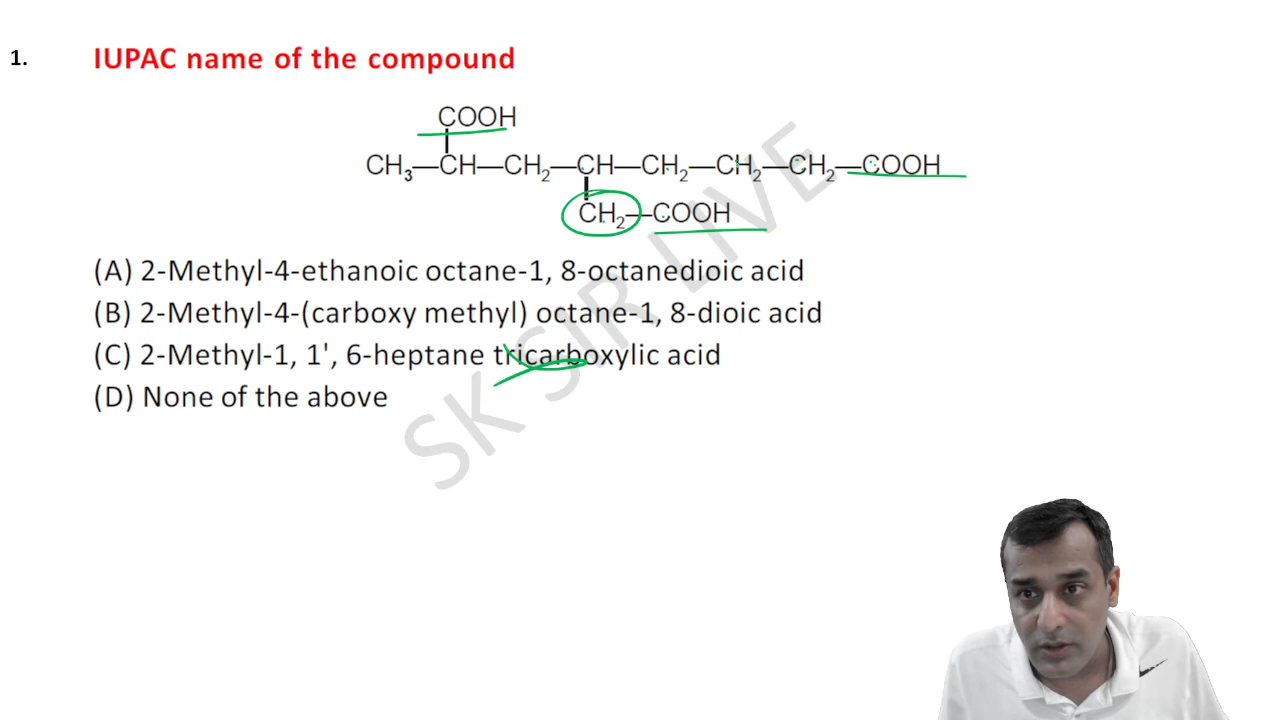 1. IUPAC name of the compound
COOH
CH₃—CH—CH₂—CH—CH₂—CH₂—CH₂—COOH
CH₂—COOH
(A) 2-Methyl-4-ethanoic octane-1, 8-octanedioic acid
(B) 2-Methyl-4-(carboxy methyl) octane-1, 8-dioic acid
(C) 2-Methyl-1, 1', 6-heptane tricarboxylic acid
(D) None of the above
SK SIR LIVE